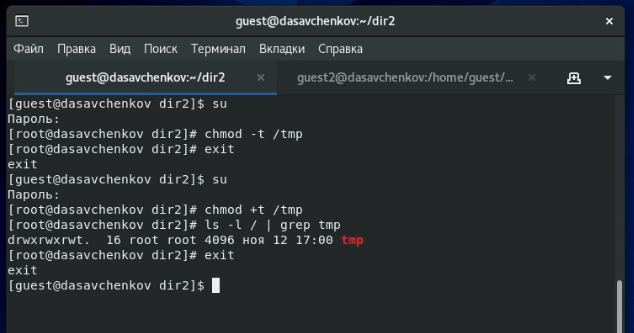 guest@dasavchenkov:~/dir2
Файл Правка Вид Поиск Терминал Вкладки Справка
guest@dasavchenkov:~/dir2 guest2@dasavchenkov:/home/guest/...
[guest@dasavchenkov dir2]$ su
Пароль:
[root@dasavchenkov dir2]# chmod -t /tmp
[root@dasavchenkov dir2]# exit
exit
[guest@dasavchenkov dir2]$ su
Пароль:
[root@dasavchenkov dir2]# chmod +t /tmp
[root@dasavchenkov dir2]# ls -l / | grep tmp
drwxrwxrwt.  16 root root 4096 ноя 12 17:00 tmp
[root@dasavchenkov dir2]# exit
exit
[guest@dasavchenkov dir2]$